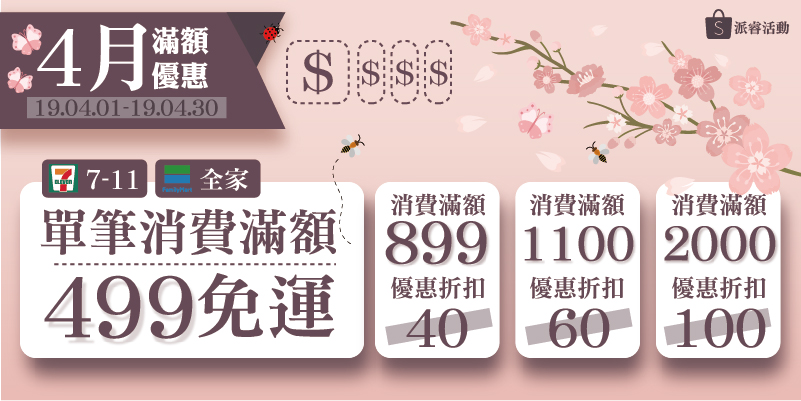 4月
滿額
優惠
19.04.01-19.04.30
$ $ $ $
S 派睿活動
7 ELEVEn 7-11
FamilyMart 全家
單筆消費滿額
499免運
消費滿額
899
優惠折扣
40
消費滿額
1100
優惠折扣
60
消費滿額
2000
優惠折扣
100